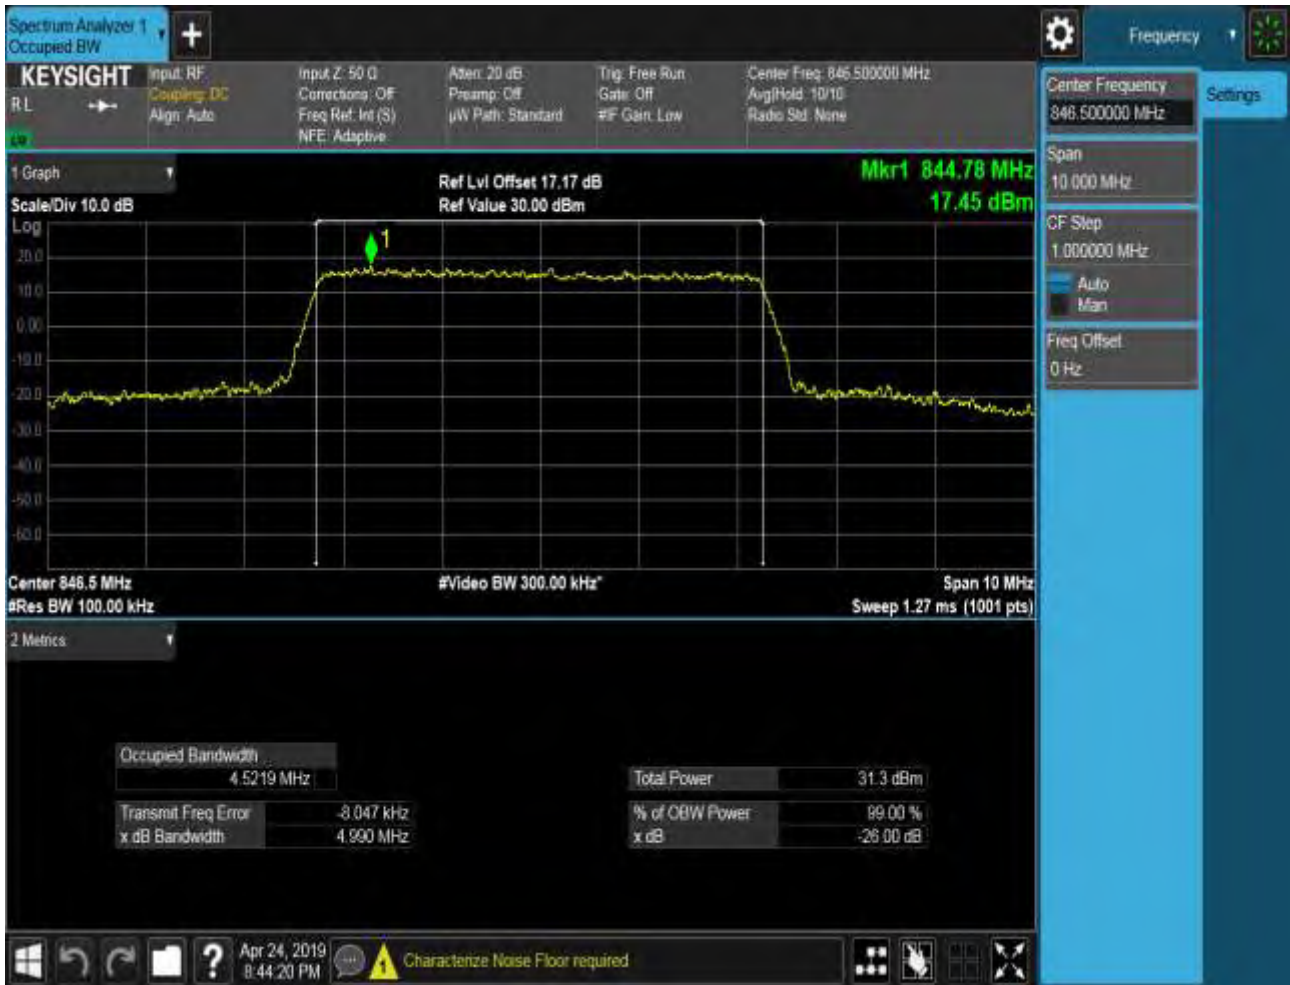 Spectrum Analyzer 1
Occupied BW
Frequency
KEYSIGHT
R L
Input: RF
Coupling: DC
Align: Auto
Input Z: 50 Ω
Corrections: Off
Freq Ref: Int (S)
NFE: Adaptive
Atten: 20 dB
Preamp: Off
µW Path: Standard
Trig: Free Run
Gate: Off
#IF Gain: Low
Center Freq: 846.500000 MHz
Avg|Hold: 10/10
Radio Std: None
Center Frequency
846.500000 MHz
Settings
Span
10.000 MHz
CF Step
1.000000 MHz
Auto
Man
Freq Offset
0 Hz
1 Graph
Scale/Div 10.0 dB
Ref Lvl Offset 17.17 dB
Ref Value 30.00 dBm
Mkr1 844.78 MHz
17.45 dBm
Log
1
20.0
10.0
0.00
-10.0
-20.0
-30.0
-40.0
-50.0
-60.0
Center 846.5 MHz
#Res BW 100.00 kHz
#Video BW 300.00 kHz*
Span 10 MHz
Sweep 1.27 ms (1001 pts)
2 Metrics
Occupied Bandwidth
4.5219 MHz
Transmit Freq Error -8.047 kHz
x dB Bandwidth 4.990 MHz
Total Power 31.3 dBm
% of OBW Power 99.00 %
x dB -26.00 dB
?
Apr 24, 2019
8:44:20 PM
Characterize Noise Floor required